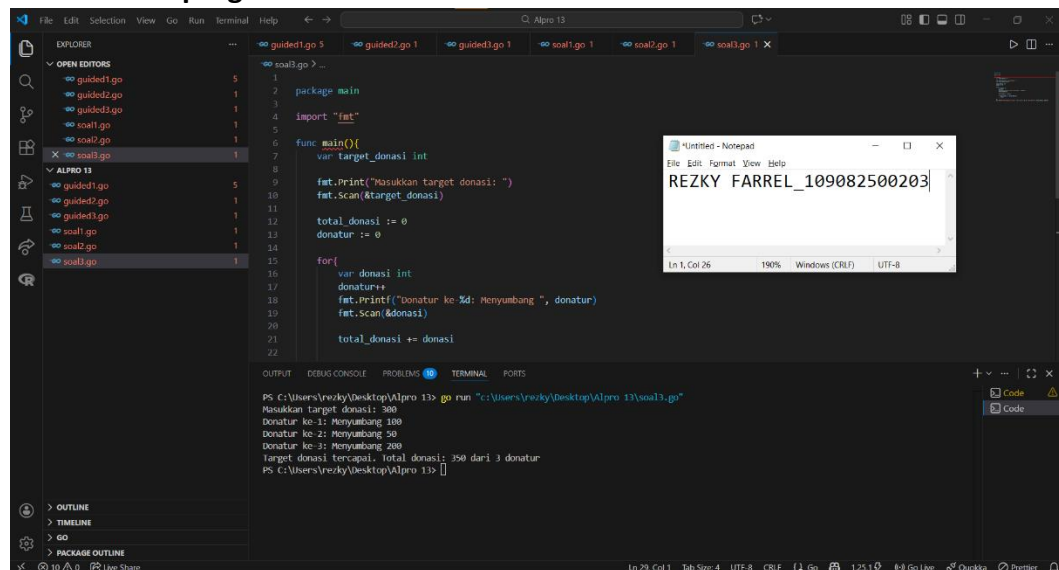 File Edit Selection View Go Run Terminal Help
Alpro 13
EXPLORER
OPEN EDITORS
guided1.go 5
guided2.go 1
guided3.go 1
soal1.go 1
soal2.go 1
soal3.go 1
ALPRO 13
guided1.go 5
guided2.go 1
guided3.go 1
soal1.go 1
soal2.go 1
soal3.go 1
OUTLINE
TIMELINE
GO
PACKAGE OUTLINE
guided1.go 5 guided2.go 1 guided3.go 1 soal1.go 1 soal2.go 1 soal3.go 1
soal3.go > ...
1
2 package main
3
4 import "fmt"
5
6 func main(){
7 var target_donasi int
8
9 fmt.Print("Masukkan target donasi: ")
10 fmt.Scan(&target_donasi)
11
12 total_donasi := 0
13 donatur := 0
14
15 for{
16 var donasi int
17 donatur++
18 fmt.Printf("Donatur ke-%d: Menyumbang ", donatur)
19 fmt.Scan(&donasi)
20
21 total_donasi += donasi
22
*Untitled - Notepad
File Edit Format View Help
REZKY FARREL_109082500203
Ln 1, Col 26 190% Windows (CRLF) UTF-8
OUTPUT DEBUG CONSOLE PROBLEMS 10 TERMINAL PORTS
PS C:\Users\rezky\Desktop\Alpro 13> go run "c:\Users\rezky\Desktop\Alpro 13\soal3.go"
Masukkan target donasi: 300
Donatur ke-1: Menyumbang 100
Donatur ke-2: Menyumbang 50
Donatur ke-3: Menyumbang 200
Target donasi tercapai. Total donasi: 350 dari 3 donatur
PS C:\Users\rezky\Desktop\Alpro 13>
Code
Code
10 0 Live Share
Ln 29, Col 1 Tab Size: 4 UTF-8 CRLF Go 1.25.1 Go Live Quokka Prettier